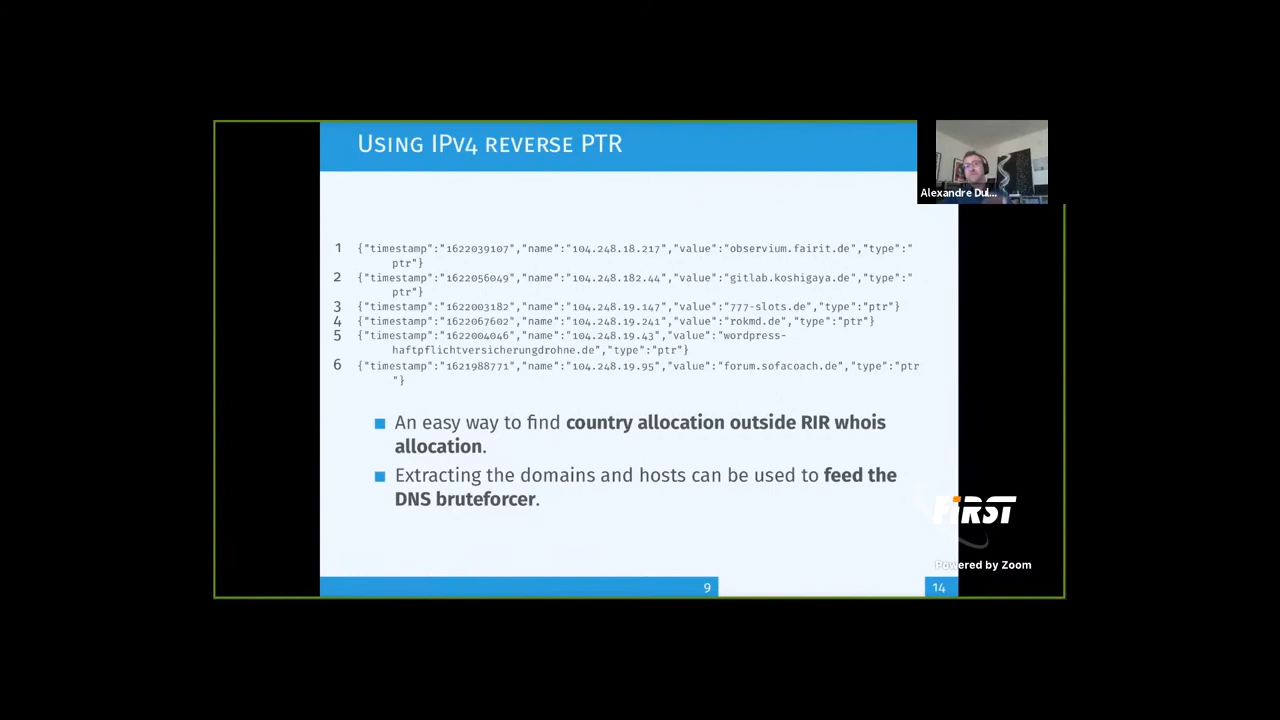 Using IPv4 reverse PTR
Alexandre Dul...
1 {"timestamp":"1622039107","name":"104.248.18.217","value":"observium.fairit.de","type":"
ptr"}
2 {"timestamp":"1622056049","name":"104.248.182.44","value":"gitlab.koshigaya.de","type":"
ptr"}
3 {"timestamp":"1622003182","name":"104.248.19.147","value":"777-slots.de","type":"ptr"}
4 {"timestamp":"1622067602","name":"104.248.19.241","value":"rokmd.de","type":"ptr"}
5 {"timestamp":"1622004046","name":"104.248.19.43","value":"wordpress-
haftpflichtversicherungdrohne.de","type":"ptr"}
6 {"timestamp":"1621988771","name":"104.248.19.95","value":"forum.sofacoach.de","type":"ptr
"}
An easy way to find country allocation outside RIR whois
allocation.
Extracting the domains and hosts can be used to feed the
DNS bruteforcer.
FIRST
Powered by Zoom
9
14